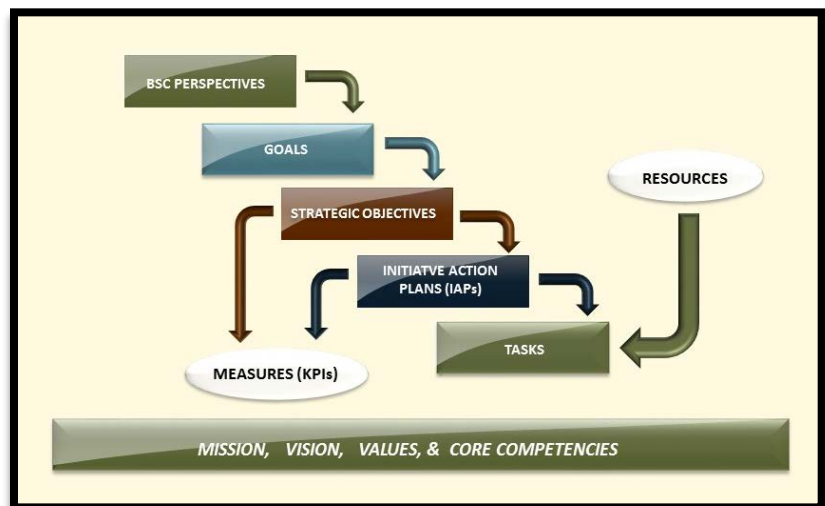 BSC PERSPECTIVES
GOALS
RESOURCES
STRATEGIC OBJECTIVES
INITIATVE ACTION
PLANS (IAPs)
TASKS
MEASURES (KPIs)
MISSION, VISION, VALUES, & CORE COMPETENCIES